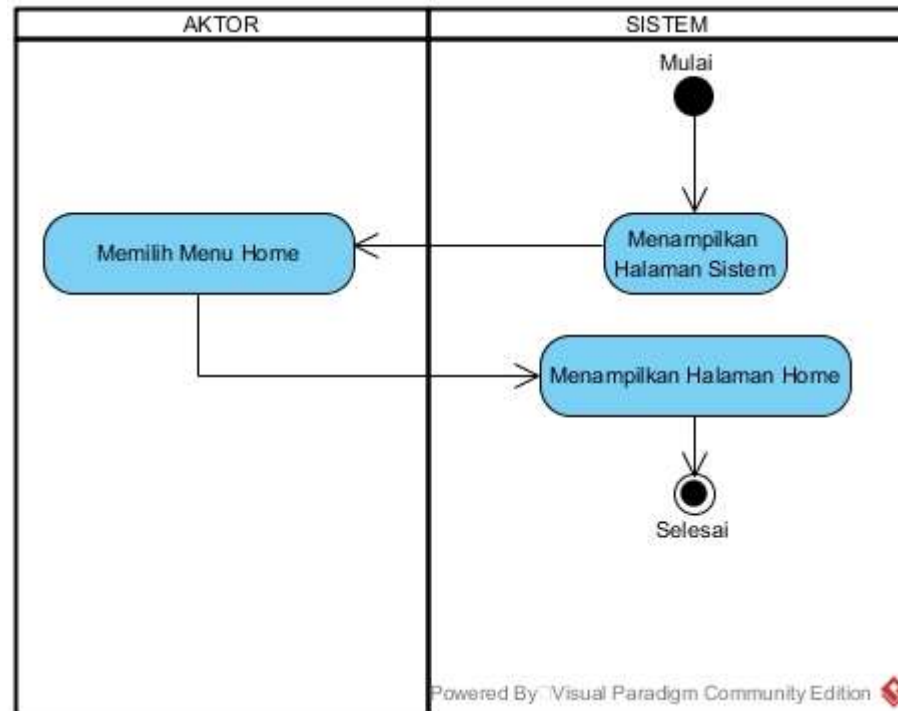 AKTOR
SISTEM
Mulai
Menampilkan
Halaman Sistem
Memilih Menu Home
Menampilkan Halaman Home
Selesai
Powered By Visual Paradigm Community Edition